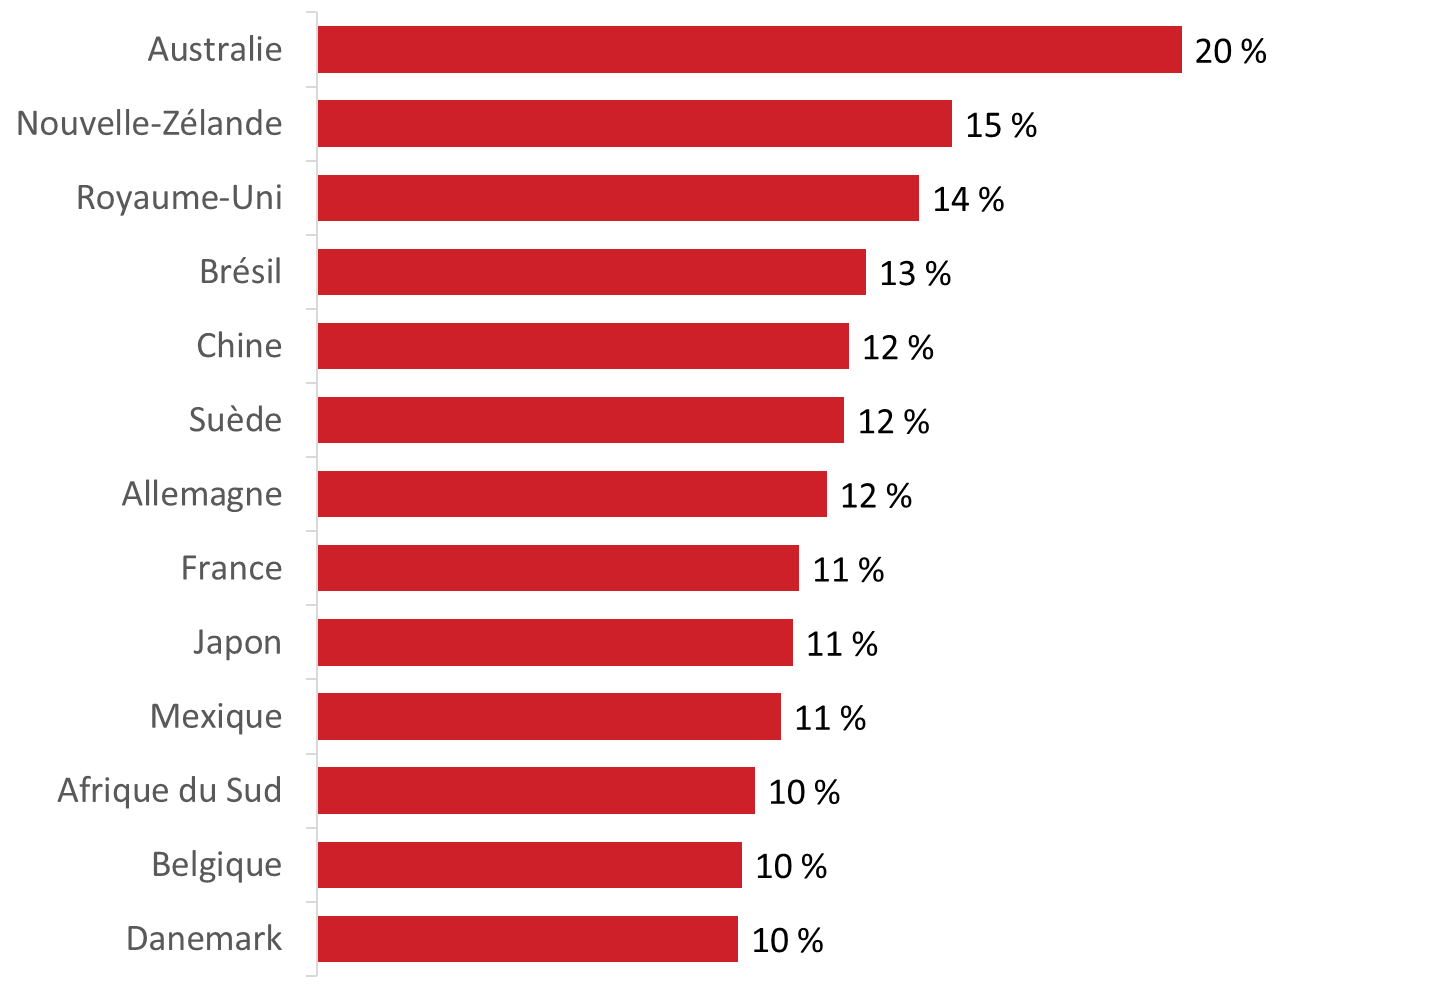 Australie 20 %
Nouvelle-Zélande 15 %
Royaume-Uni 14 %
Brésil 13 %
Chine 12 %
Suède 12 %
Allemagne 12 %
France 11 %
Japon 11 %
Mexique 11 %
Afrique du Sud 10 %
Belgique 10 %
Danemark 10 %